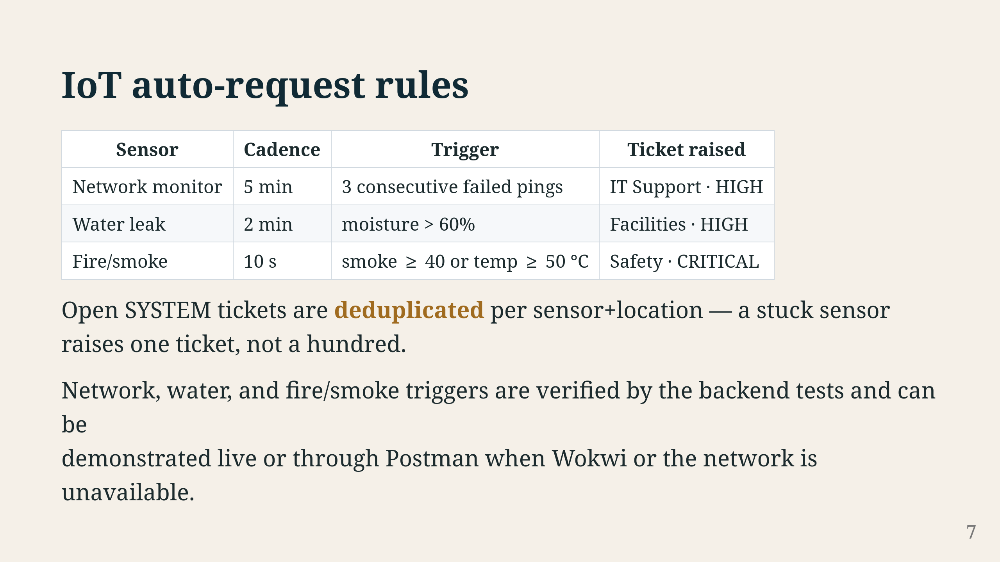 IoT auto-request rules
Sensor Cadence Trigger Ticket raised
Network monitor 5 min 3 consecutive failed pings IT Support · HIGH
Water leak 2 min moisture > 60% Facilities · HIGH
Fire/smoke 10 s smoke ≥ 40 or temp ≥ 50 °C Safety · CRITICAL
Open SYSTEM tickets are deduplicated per sensor+location — a stuck sensor
raises one ticket, not a hundred.
Network, water, and fire/smoke triggers are verified by the backend tests and can
be
demonstrated live or through Postman when Wokwi or the network is
unavailable.
7